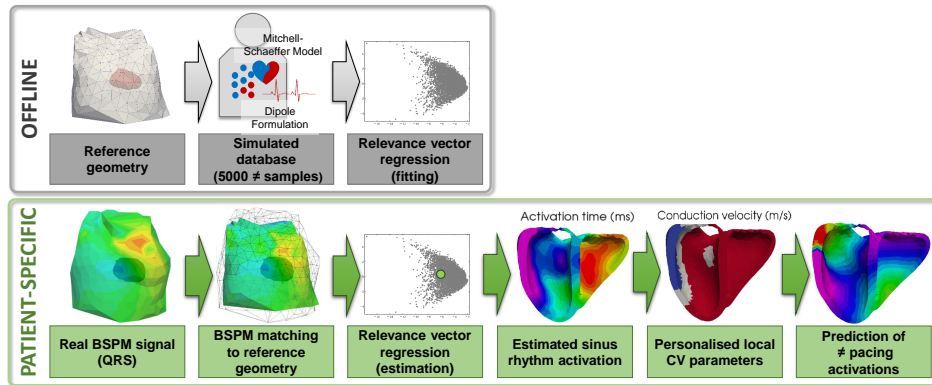 OFFLINE
Mitchell-
Schaeffer Model
Dipole
Formulation
Reference
geometry
Simulated
database
(5000 ≠ samples)
Relevance vector
regression
(fitting)
PATIENT-SPECIFIC
Activation time (ms)
Conduction velocity (m/s)
Real BSPM signal
(QRS)
BSPM matching
to reference
geometry
Relevance vector
regression
(estimation)
Estimated sinus
rhythm activation
Personalised local
CV parameters
Prediction of
≠ pacing
activations